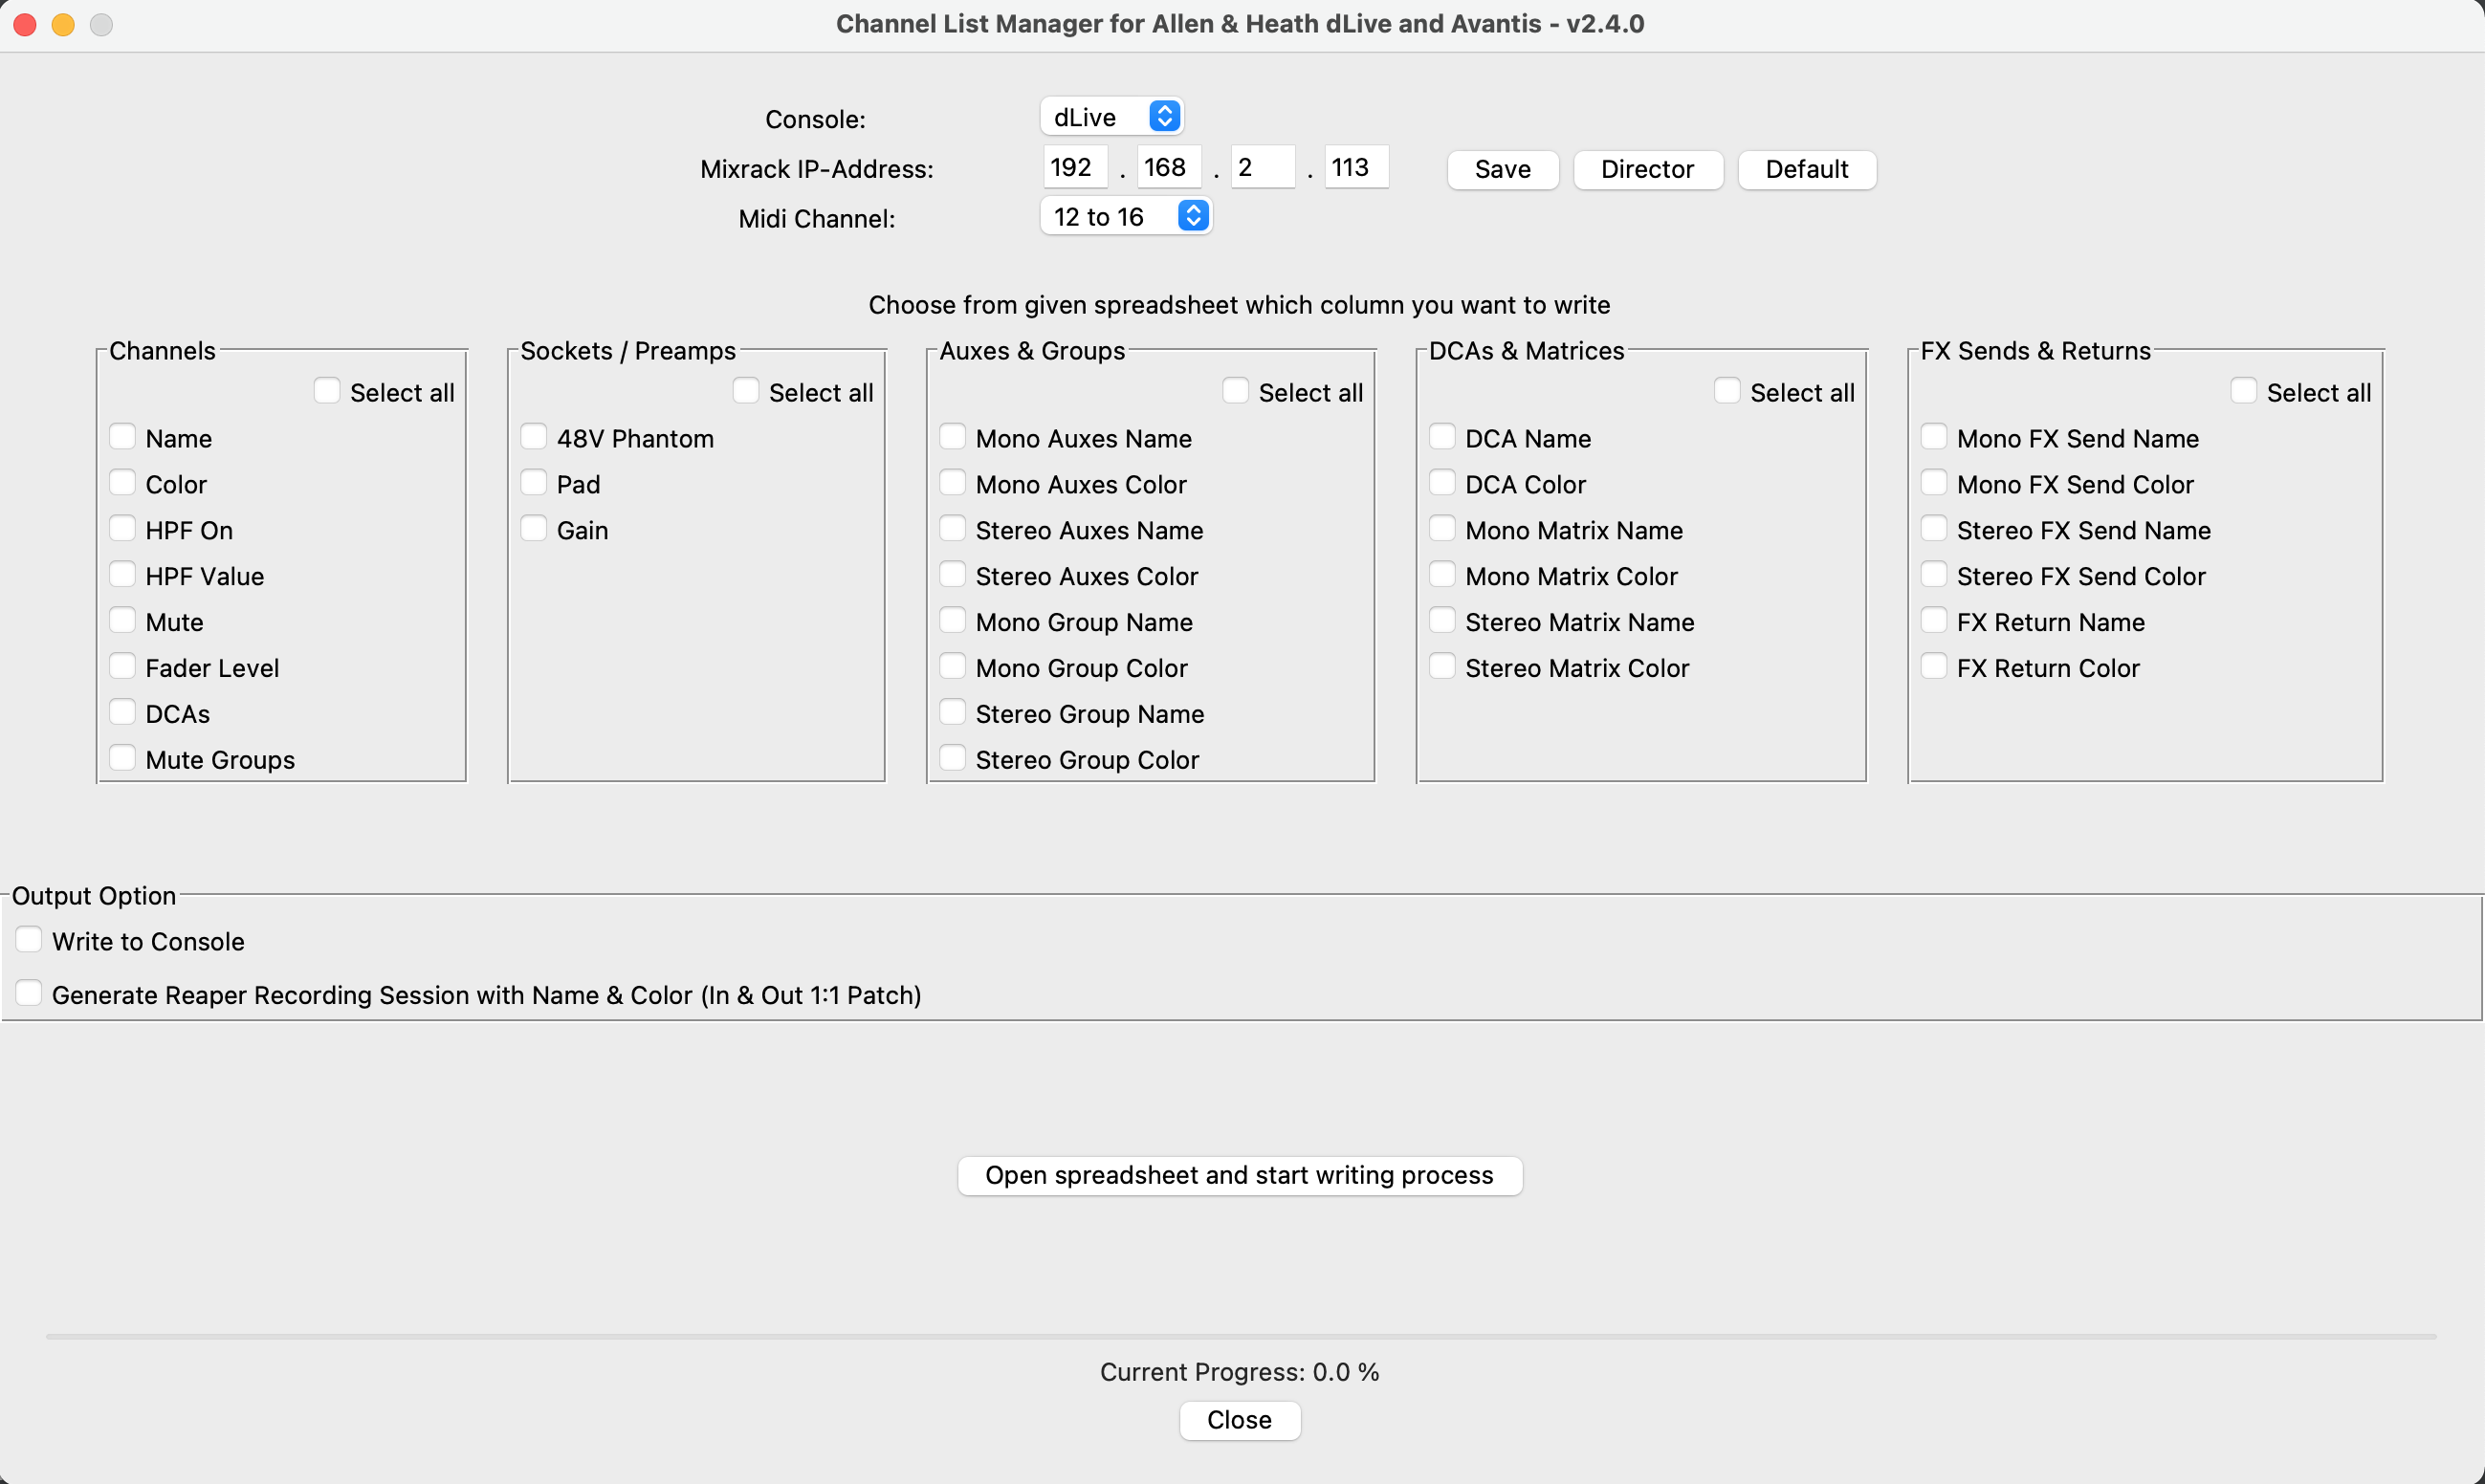 Channel List Manager for Allen & Heath dLive and Avantis - v2.4.0
Console: dLive
Mixrack IP-Address: 192 . 168 . 2 . 113 Save Director Default
Midi Channel: 12 to 16
Choose from given spreadsheet which column you want to write
Channels
Select all
Name
Color
HPF On
HPF Value
Mute
Fader Level
DCAs
Mute Groups
Sockets / Preamps
Select all
48V Phantom
Pad
Gain
Auxes & Groups
Select all
Mono Auxes Name
Mono Auxes Color
Stereo Auxes Name
Stereo Auxes Color
Mono Group Name
Mono Group Color
Stereo Group Name
Stereo Group Color
DCAs & Matrices
Select all
DCA Name
DCA Color
Mono Matrix Name
Mono Matrix Color
Stereo Matrix Name
Stereo Matrix Color
FX Sends & Returns
Select all
Mono FX Send Name
Mono FX Send Color
Stereo FX Send Name
Stereo FX Send Color
FX Return Name
FX Return Color
Output Option
Write to Console
Generate Reaper Recording Session with Name & Color (In & Out 1:1 Patch)
Open spreadsheet and start writing process
Current Progress: 0.0 %
Close